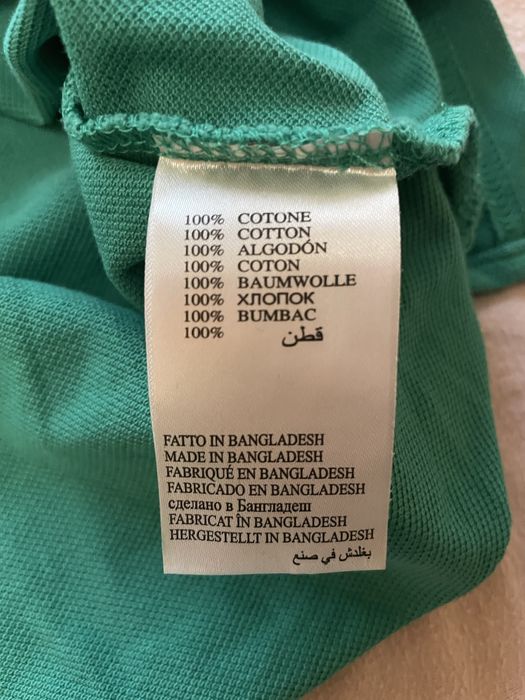 100% COTONE
100% COTTON
100% ALGODÓN
100% COTON
100% BAUMWOLLE
100% ХЛОПОК
100% BUMBAC
100% قطن
FATTO IN BANGLADESH
MADE IN BANGLADESH
FABRIQUÉ EN BANGLADESH
FABRICADO EN BANGLADESH
сделано в Бангладеш
FABRICAT ÎN BANGLADESH
HERGESTELLT IN BANGLADESH
بغلدش في صنع